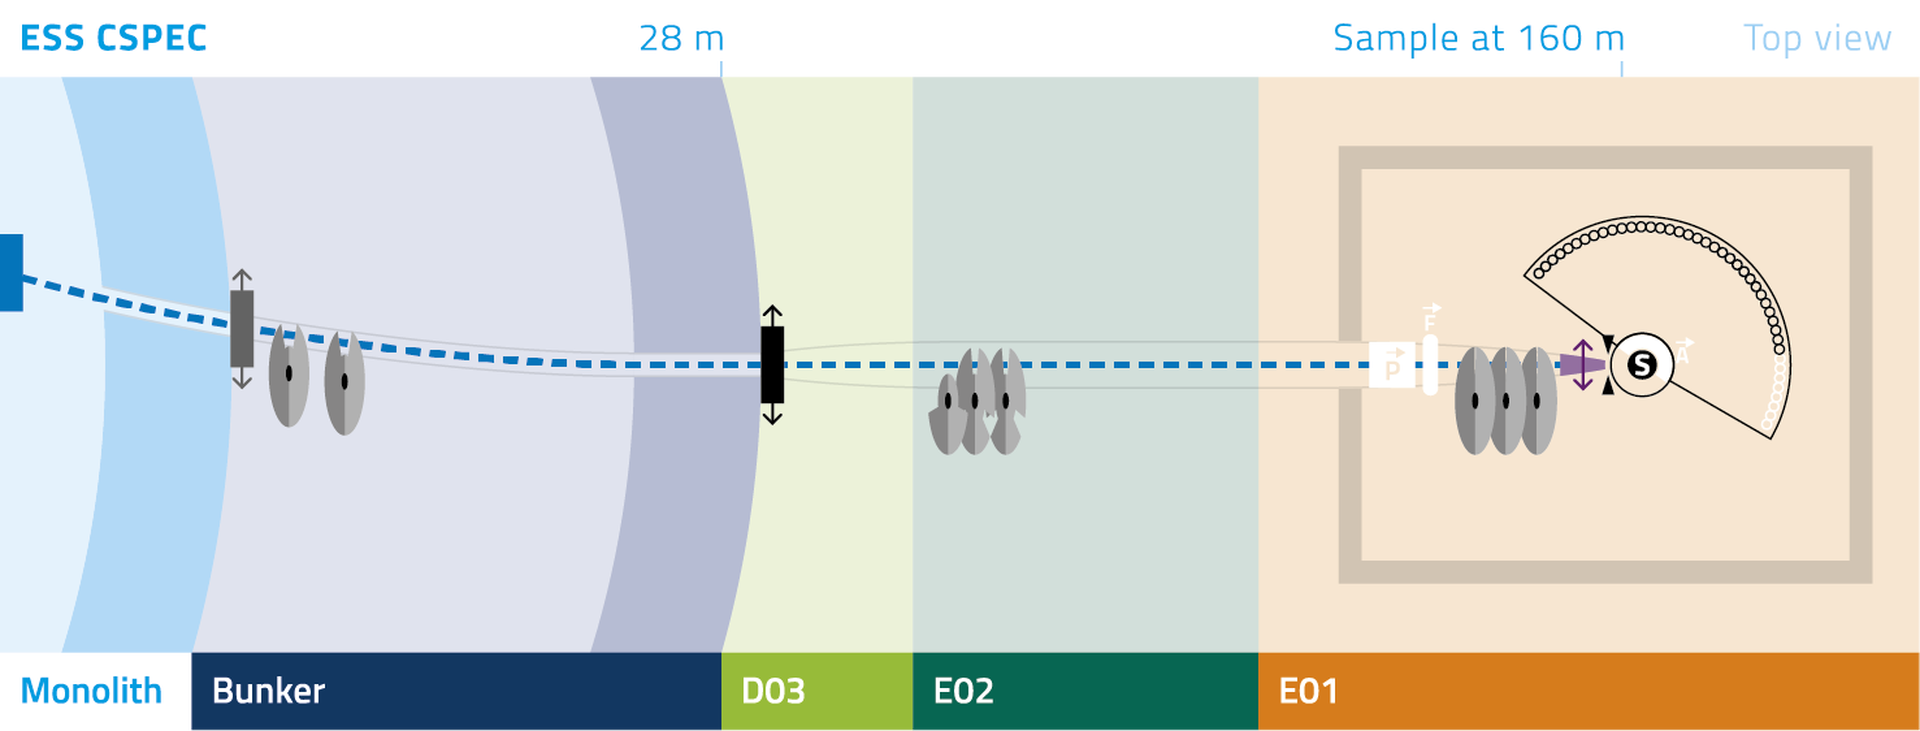 ESS CSPEC
28 m
Sample at 160 m
Top view
F
P
S
A
Monolith
Bunker
D03
E02
E01